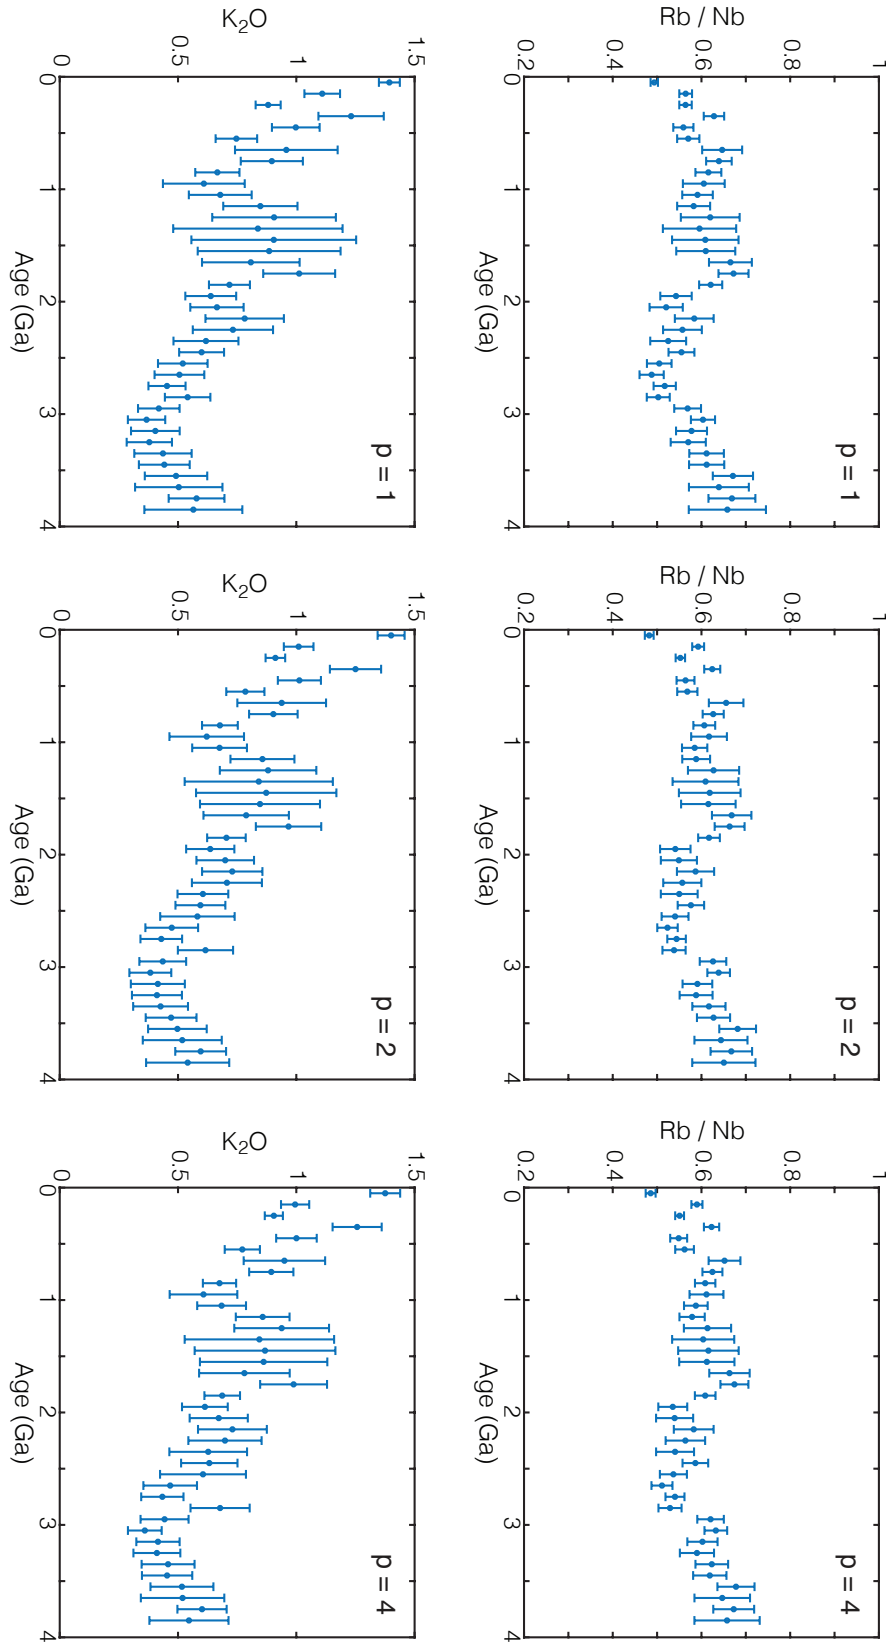 Rb / Nb
1
0.8
0.6
0.4
0.2
p = 1
0 1 2 3 4
Age (Ga)
Rb / Nb
1
0.8
0.6
0.4
0.2
p = 2
0 1 2 3 4
Age (Ga)
Rb / Nb
1
0.8
0.6
0.4
0.2
p = 4
0 1 2 3 4
Age (Ga)
K₂O
1.5
1
0.5
0
p = 1
0 1 2 3 4
Age (Ga)
K₂O
1.5
1
0.5
0
p = 2
0 1 2 3 4
Age (Ga)
K₂O
1.5
1
0.5
0
p = 4
0 1 2 3 4
Age (Ga)